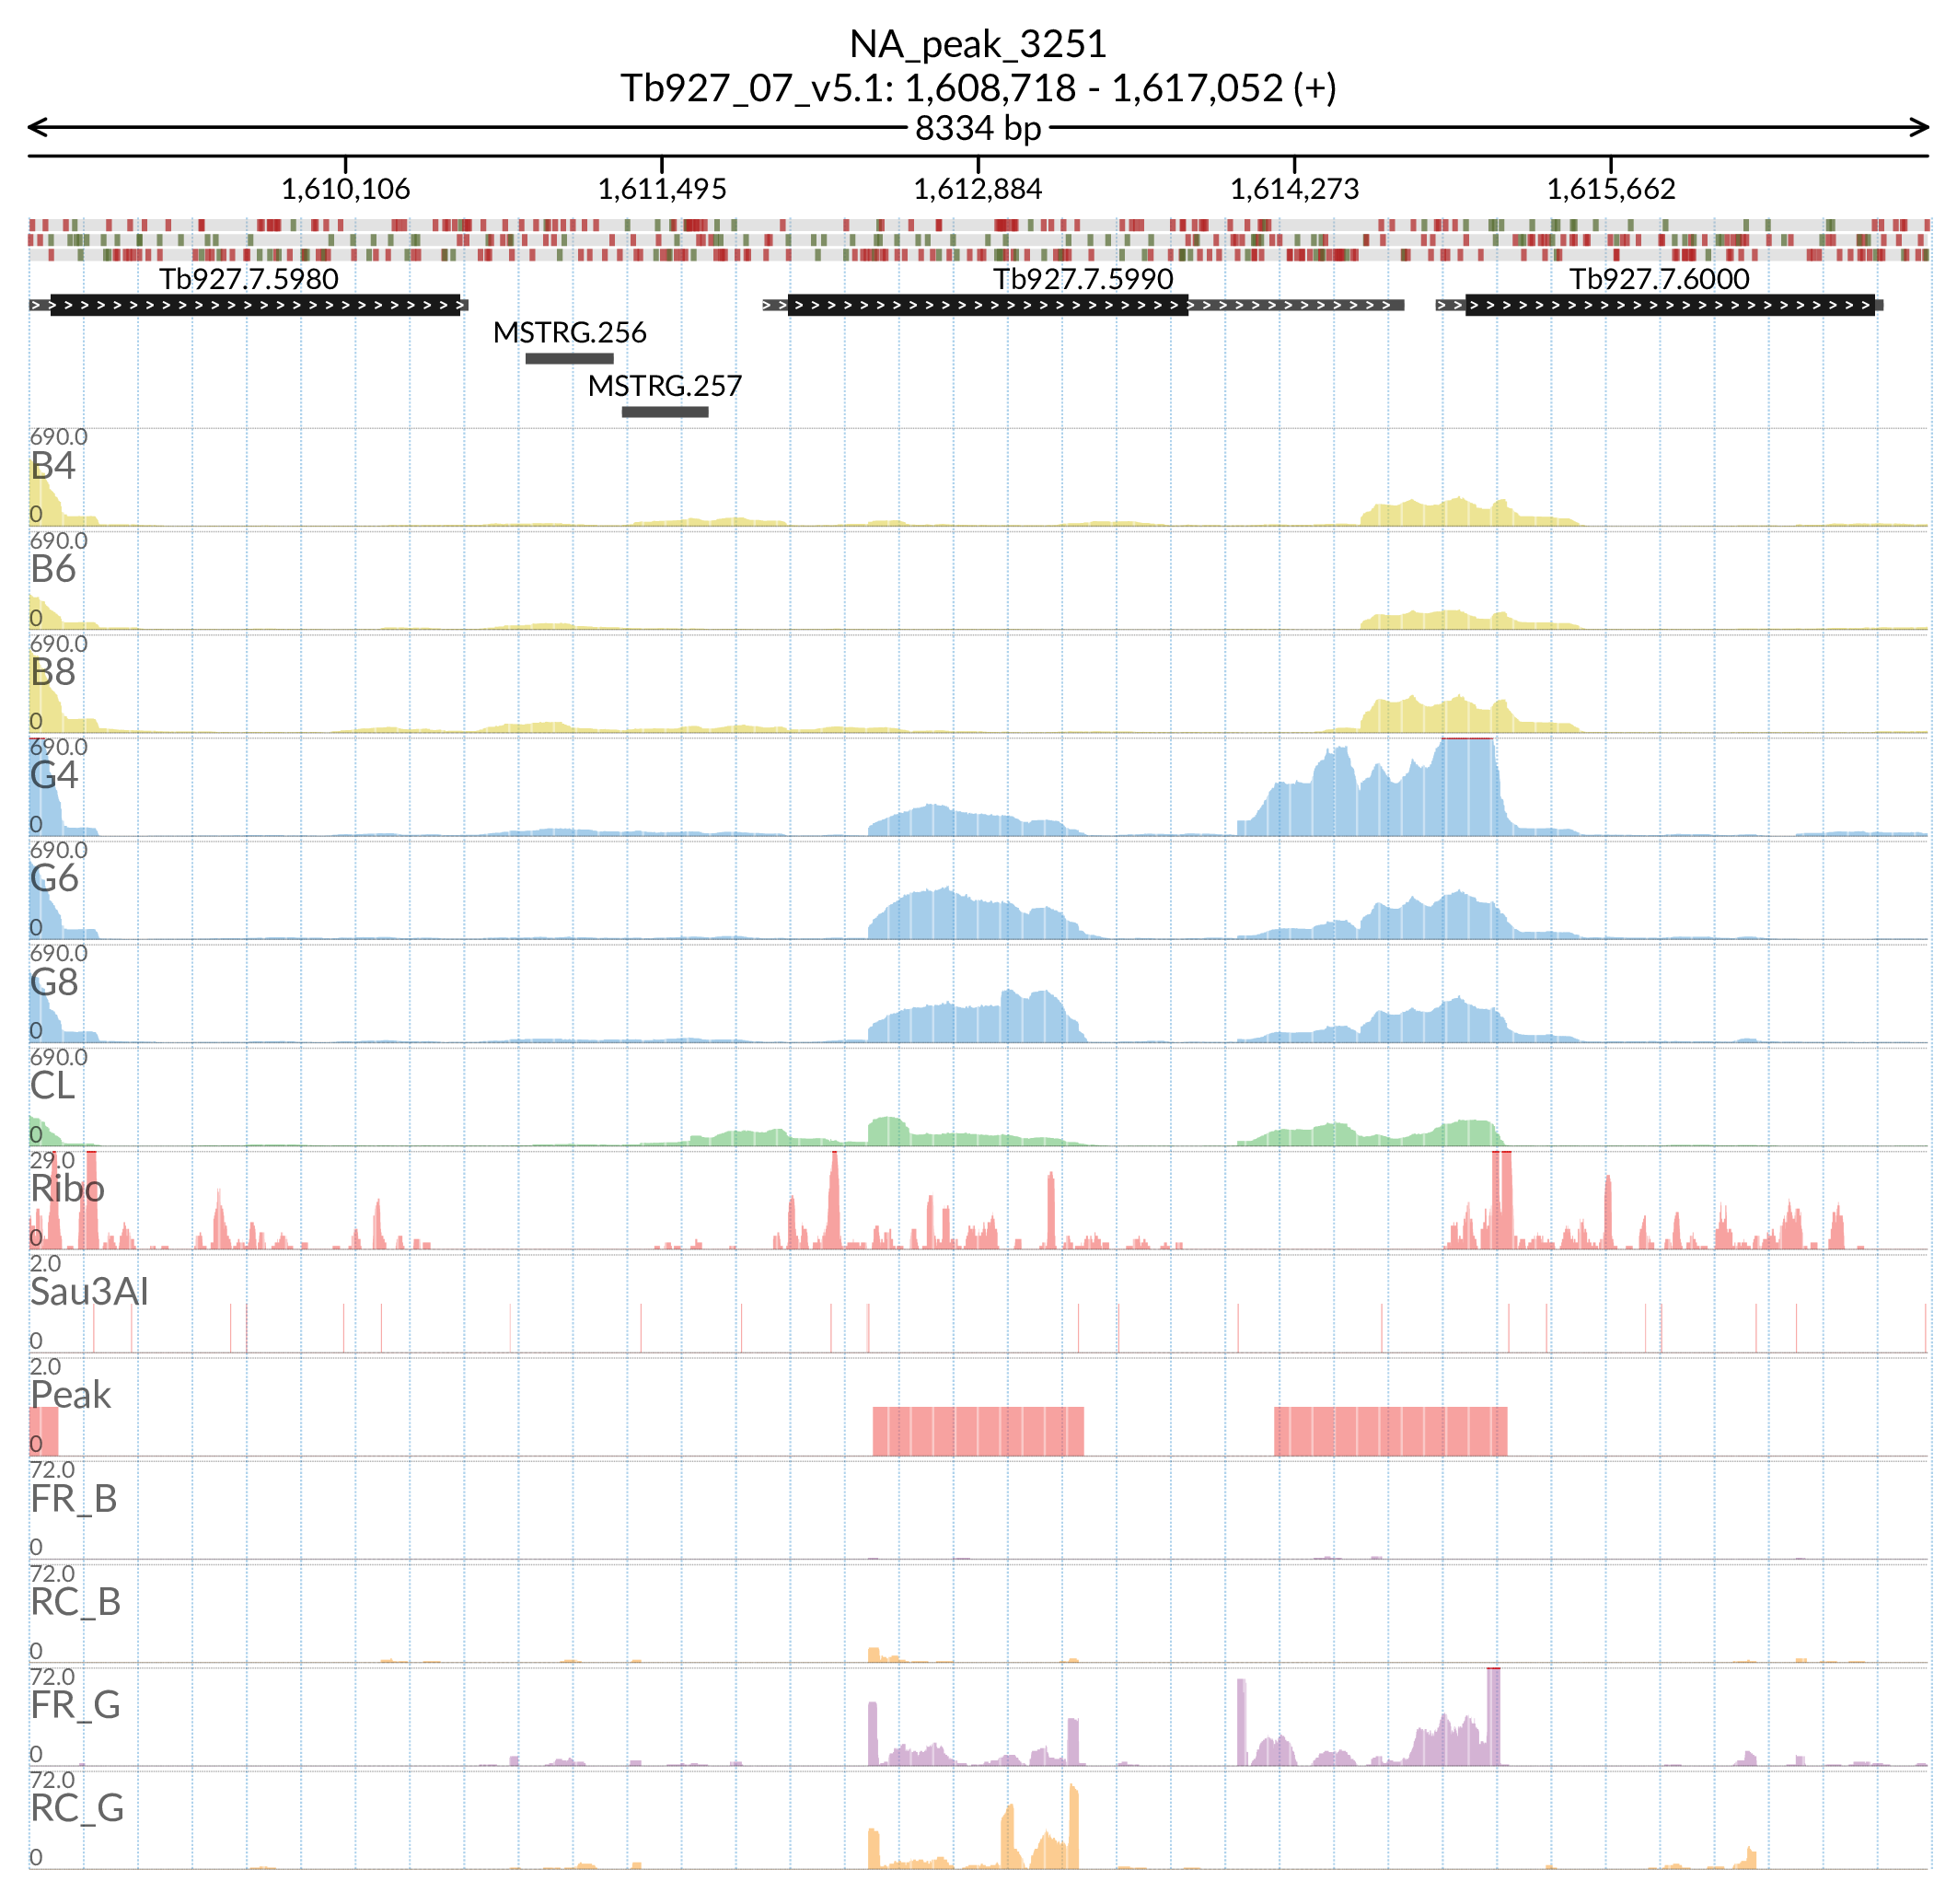 NA_peak_3251
Tb927_07_v5.1: 1,608,718 - 1,617,052 (+)
8334 bp
1,610,106 1,611,495 1,612,884 1,614,273 1,615,662
Tb927.7.5980 Tb927.7.5990 Tb927.7.6000
MSTRG.256
MSTRG.257
690.0
B4
0
690.0
B6
0
690.0
B8
0
690.0
G4
0
690.0
G6
0
690.0
G8
0
690.0
CL
0
29.0
Ribo
0
2.0
Sau3AI
0
2.0
Peak
0
72.0
FR_B
0
72.0
RC_B
0
72.0
FR_G
0
72.0
RC_G
0